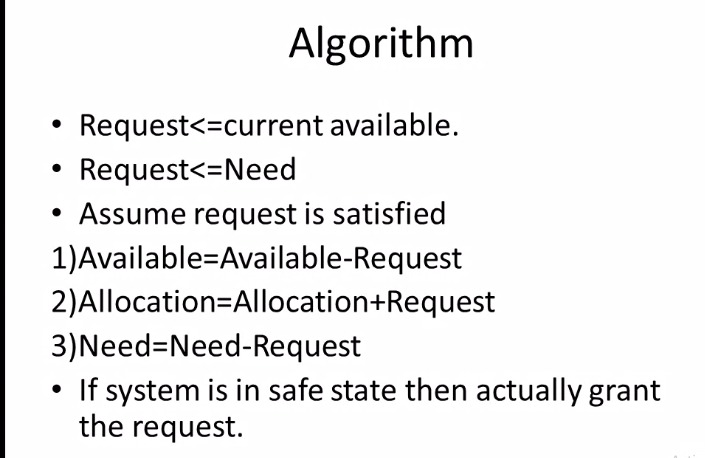 Algorithm
• Request<=current available.
• Request<=Need
• Assume request is satisfied
1)Available=Available-Request
2)Allocation=Allocation+Request
3)Need=Need-Request
• If system is in safe state then actually grant
the request.